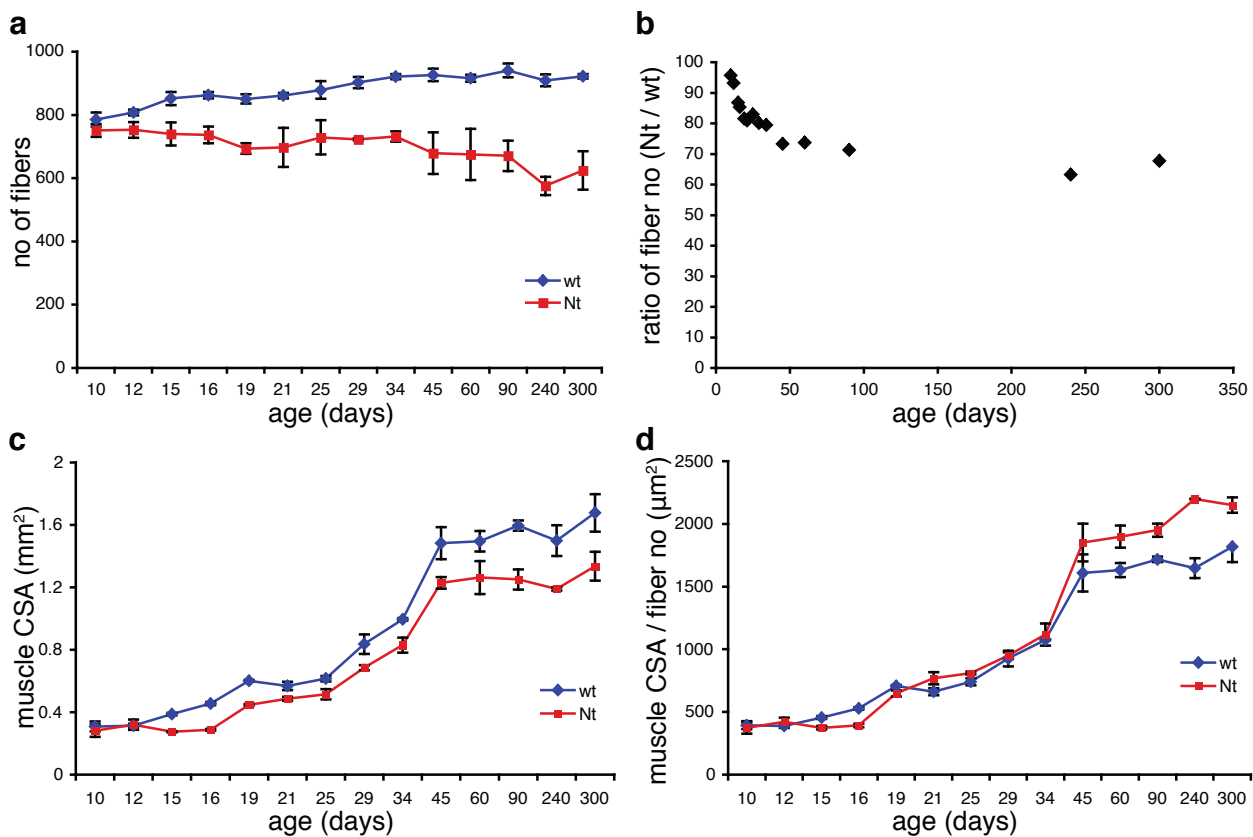 a
no of fibers
1000
800
600
400
200
0
wt
Nt
10 12 15 16 19 21 25 29 34 45 60 90 240 300
age (days)
b
ratio of fiber no (Nt / wt)
100
90
80
70
60
50
40
30
20
10
0
0 50 100 150 200 250 300 350
age (days)
c
muscle CSA (mm²)
2
1.6
1.2
0.8
0.4
0
wt
Nt
10 12 15 16 19 21 25 29 34 45 60 90 240 300
age (days)
d
muscle CSA / fiber no (µm²)
2500
2000
1500
1000
500
0
wt
Nt
10 12 15 16 19 21 25 29 34 45 60 90 240 300
age (days)